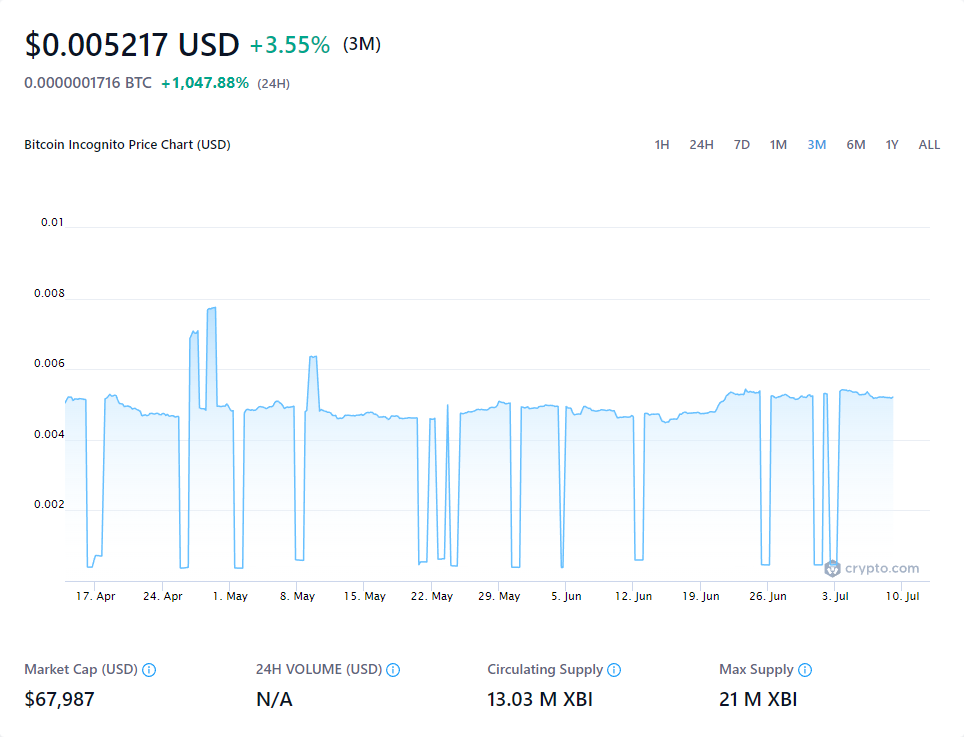 $0.005217 USD +3.55% (3M)
0.0000001716 BTC +1,047.88% (24H)
Bitcoin Incognito Price Chart (USD) 1H 24H 7D 1M 3M 6M 1Y ALL
0.01
0.008
0.006
0.004
0.002
crypto.com
17. Apr 24. Apr 1. May 8. May 15. May 22. May 29. May 5. Jun 12. Jun 19. Jun 26. Jun 3. Jul 10. Jul
Market Cap (USD) 24H VOLUME (USD) Circulating Supply Max Supply
$67,987 N/A 13.03 M XBI 21 M XBI